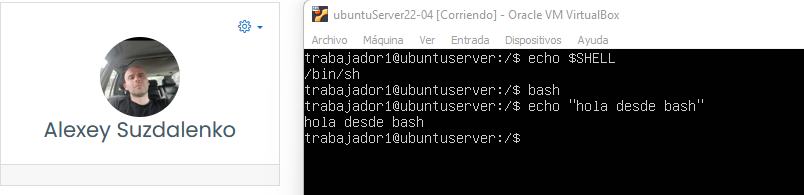 Alexey Suzdalenko
ubuntuServer22-04 [Corriendo] - Oracle VM VirtualBox
Archivo Máquina Ver Entrada Dispositivos Ayuda
trabajador1@ubuntuserver:/$ echo $SHELL
/bin/sh
trabajador1@ubuntuserver:/$ bash
trabajador1@ubuntuserver:/$ echo "hola desde bash"
hola desde bash
trabajador1@ubuntuserver:/$